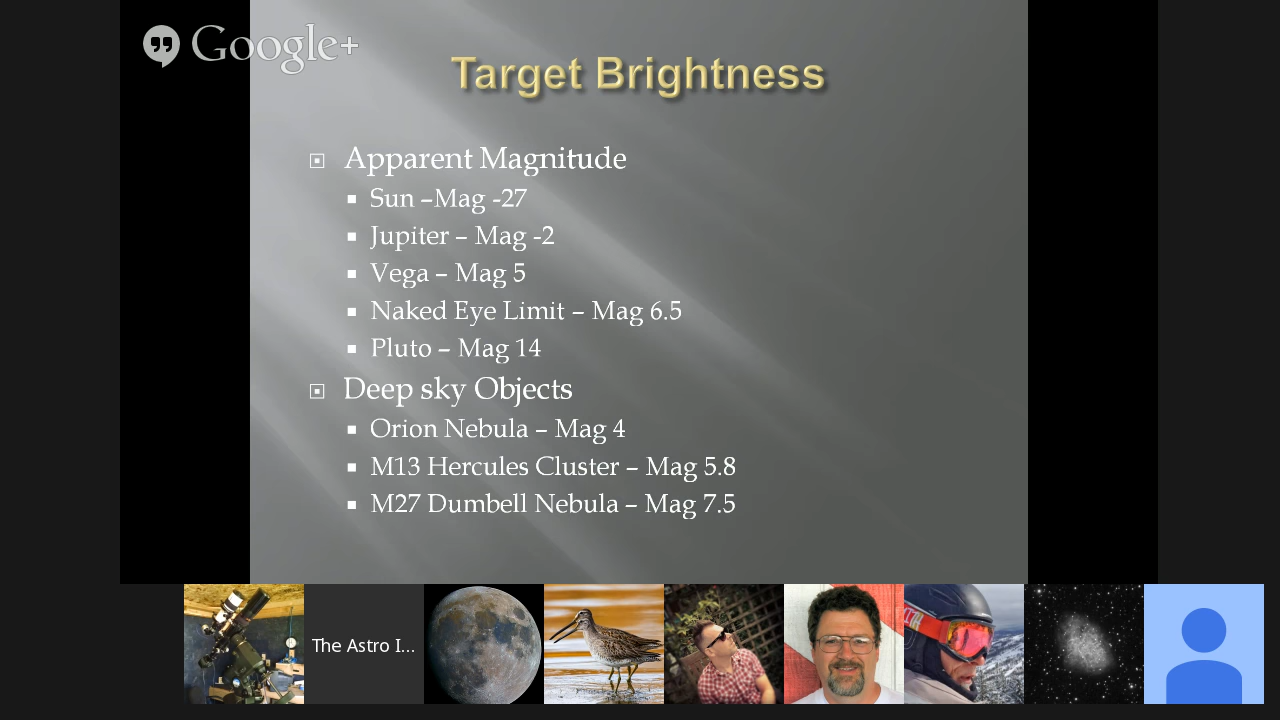 Google+
Target Brightness
Apparent Magnitude
Sun –Mag -27
Jupiter – Mag -2
Vega – Mag 5
Naked Eye Limit – Mag 6.5
Pluto – Mag 14
Deep sky Objects
Orion Nebula – Mag 4
M13 Hercules Cluster – Mag 5.8
M27 Dumbell Nebula – Mag 7.5
The Astro I...